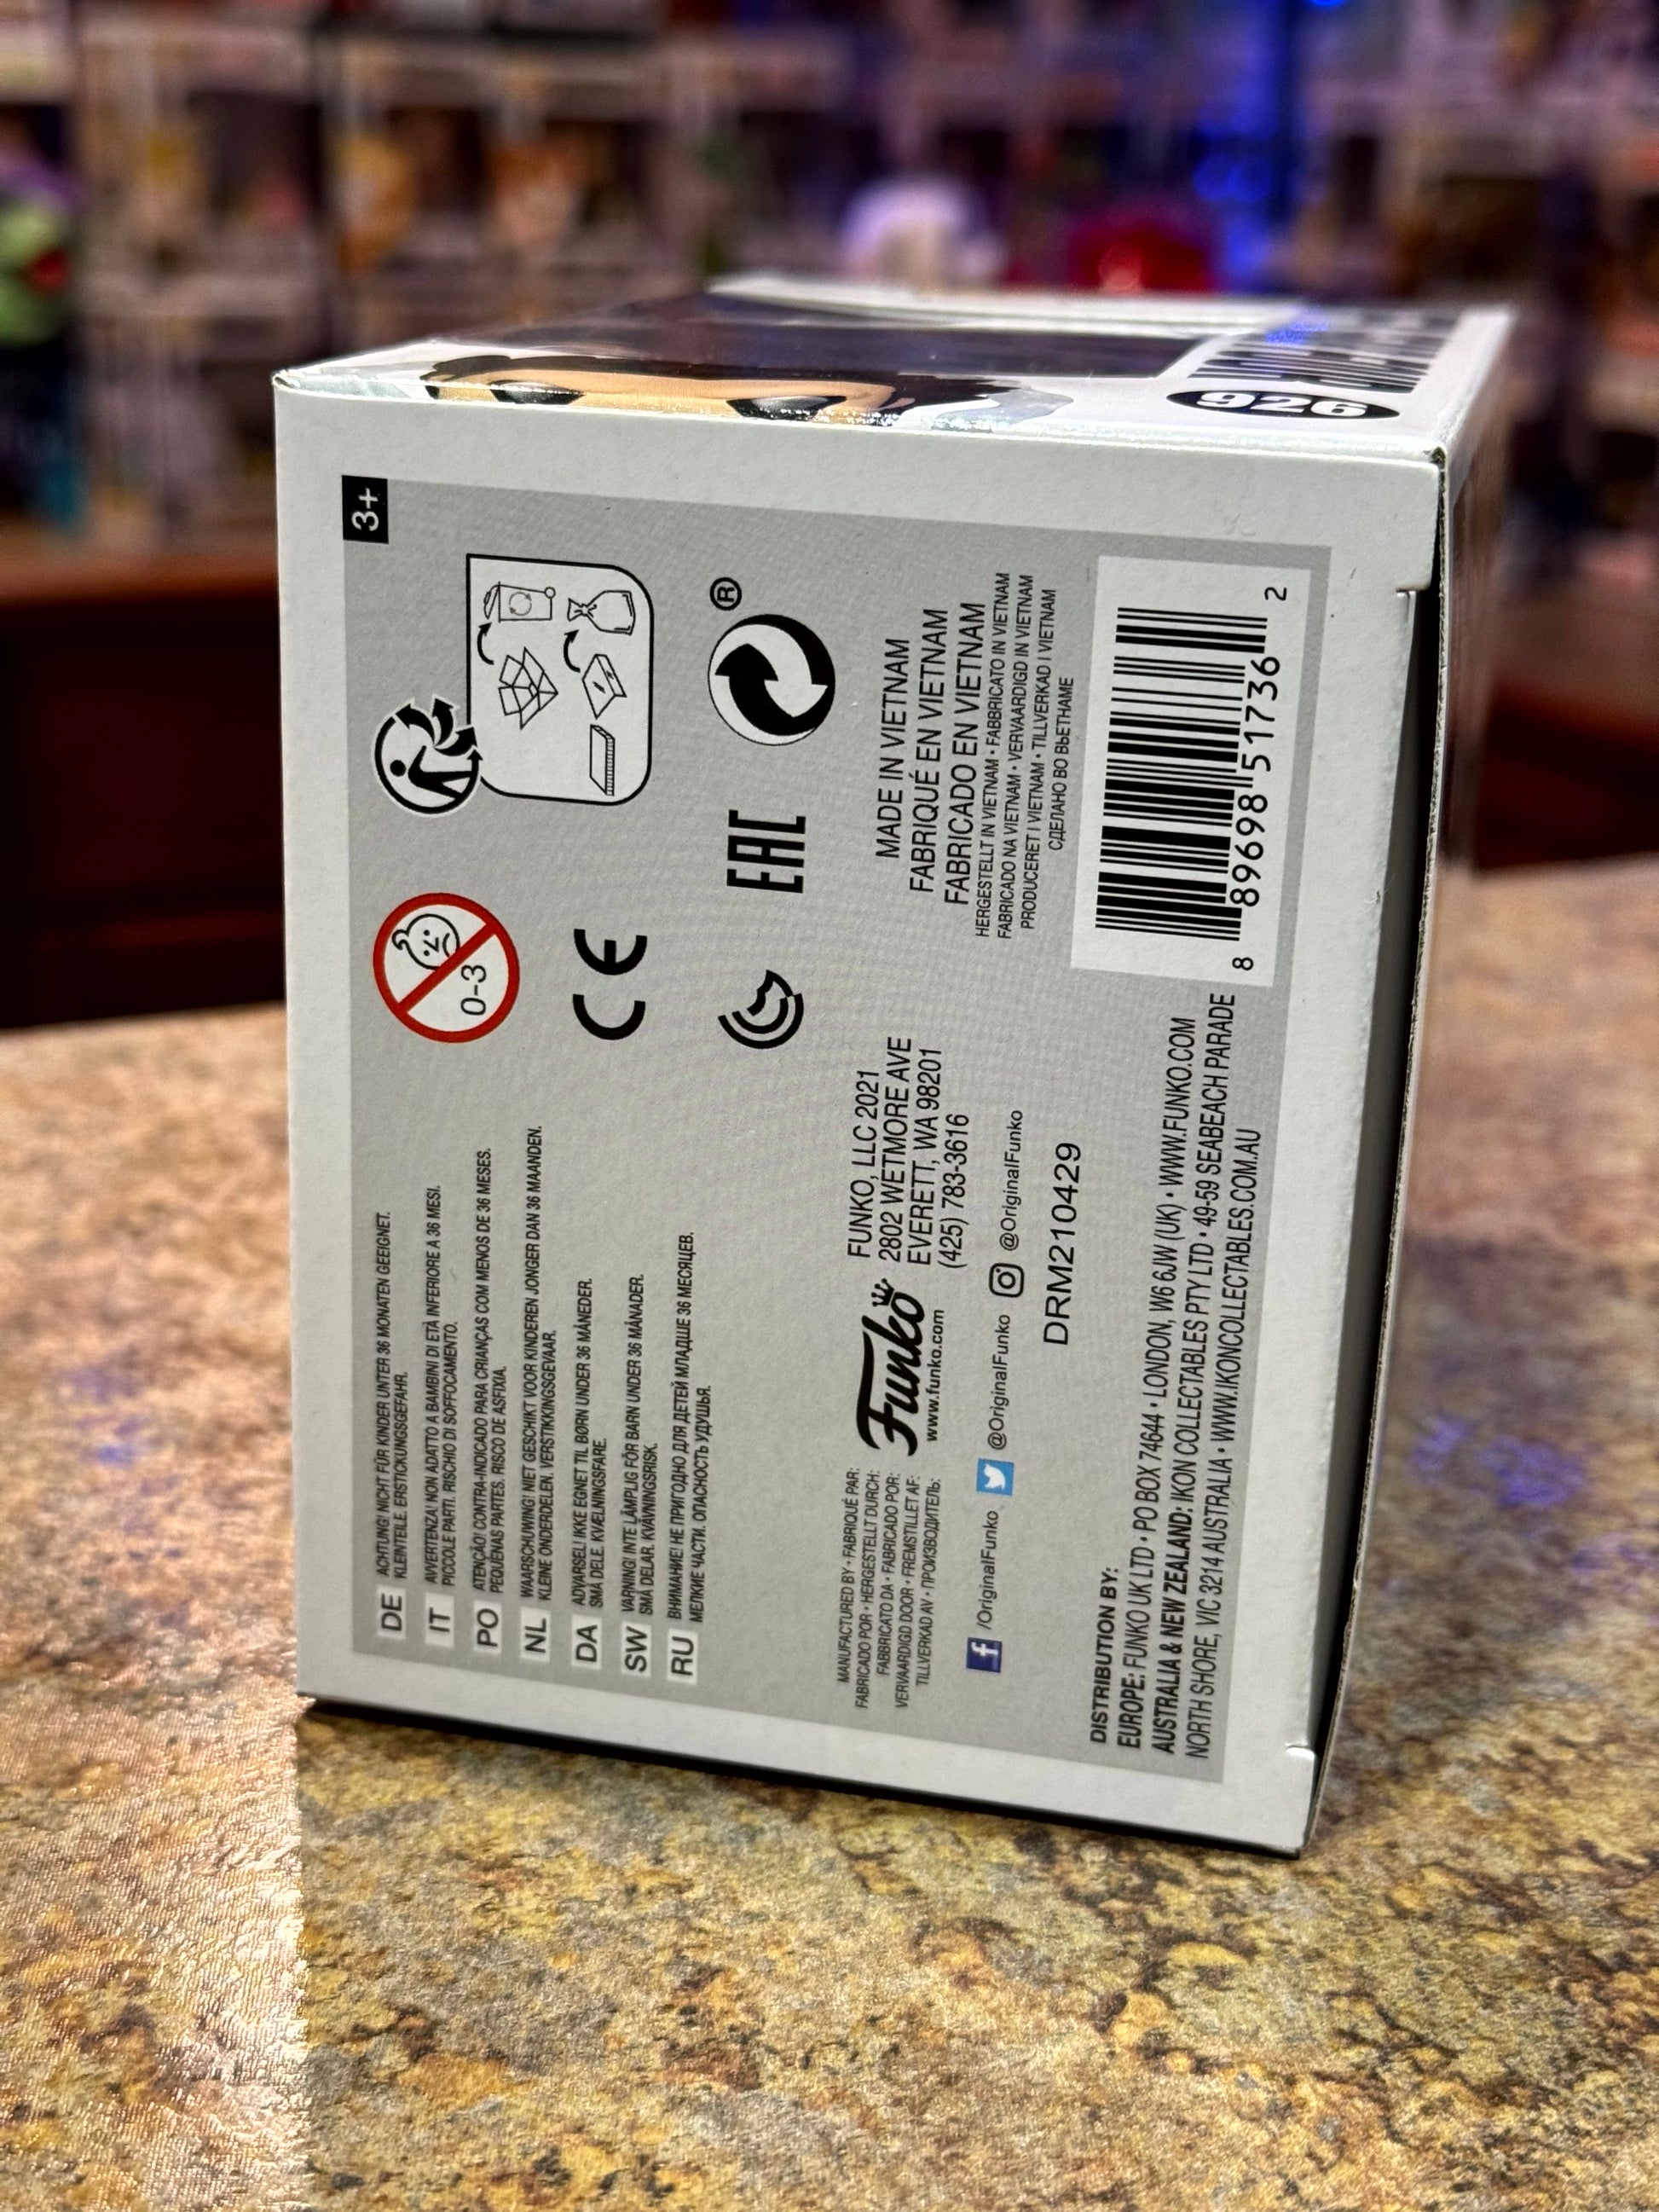 926
3+
DE ACHTUNG! NICHT FÜR KINDER UNTER 36 MONATEN GEEIGNET.
KLEINTEILE. ERSTICKUNGSGEFAHR.
IT AVVERTENZA! NON ADATTO A BAMBINI DI ETÀ INFERIORE A 36 MESI.
PICCOLE PARTI. RISCHIO DI SOFFOCAMENTO.
PO ATENÇÃO! CONTRA-INDICADO PARA CRIANÇAS COM MENOS DE 36 MESES.
PEQUENAS PARTES. RISCO DE ASFIXIA.
NL WAARSCHUWING! NIET GESCHIKT VOOR KINDEREN JONGER DAN 36 MAANDEN.
KLEINE ONDERDELEN. VERSTIKKINGSGEVAAR.
DA ADVARSEL! IKKE EGNET TIL BØRN UNDER 36 MÅNEDER.
SMÅ DELE. KVÆLNINGSFARE.
SW VARNING! INTE LÄMPLIG FÖR BARN UNDER 36 MÅNADER.
SMÅ DELAR. KVÄVNINGSRISK.
RU ВНИМАНИЕ! НЕ ПРИГОДНО ДЛЯ ДЕТЕЙ МЛАДШЕ 36 МЕСЯЦЕВ.
МЕЛКИЕ ЧАСТИ. ОПАСНОСТЬ УДУШЬЯ.
0-3
CE
EAC
®
MANUFACTURED BY • FABRIQUÉ PAR:
FABRICADO POR • HERGESTELLT DURCH:
FABBRICATO DA • FABRICADO POR:
VERVAARDIGD DOOR • FREMSTILLET AF:
TILLVERKAD AV • ПРОИЗВОДИТЕЛЬ:
Funko
www.funko.com
FUNKO, LLC 2021
2802 WETMORE AVE
EVERETT, WA 98201
(425) 783-3616
/OriginalFunko @OriginalFunko @OriginalFunko
DRM210429
MADE IN VIETNAM
FABRIQUÉ EN VIETNAM
FABRICADO EN VIETNAM
HERGESTELLT IN VIETNAM • FABBRICATO IN VIETNAM
FABRICADO NA VIETNAM • VERVAARDIGD IN VIETNAM
PRODUCERET I VIETNAM • TILLVERKAD I VIETNAM
СДЕЛАНО ВО ВЬЕТНАМЕ
DISTRIBUTION BY:
EUROPE: FUNKO UK LTD • PO BOX 74644 • LONDON, W6 6JW (UK) • WWW.FUNKO.COM
AUSTRALIA & NEW ZEALAND: IKON COLLECTABLES PTY LTD • 49-59 SEABEACH PARADE
NORTH SHORE, VIC 3214 AUSTRALIA • WWW.IKONCOLLECTABLES.COM.AU
8 89698 51736 2